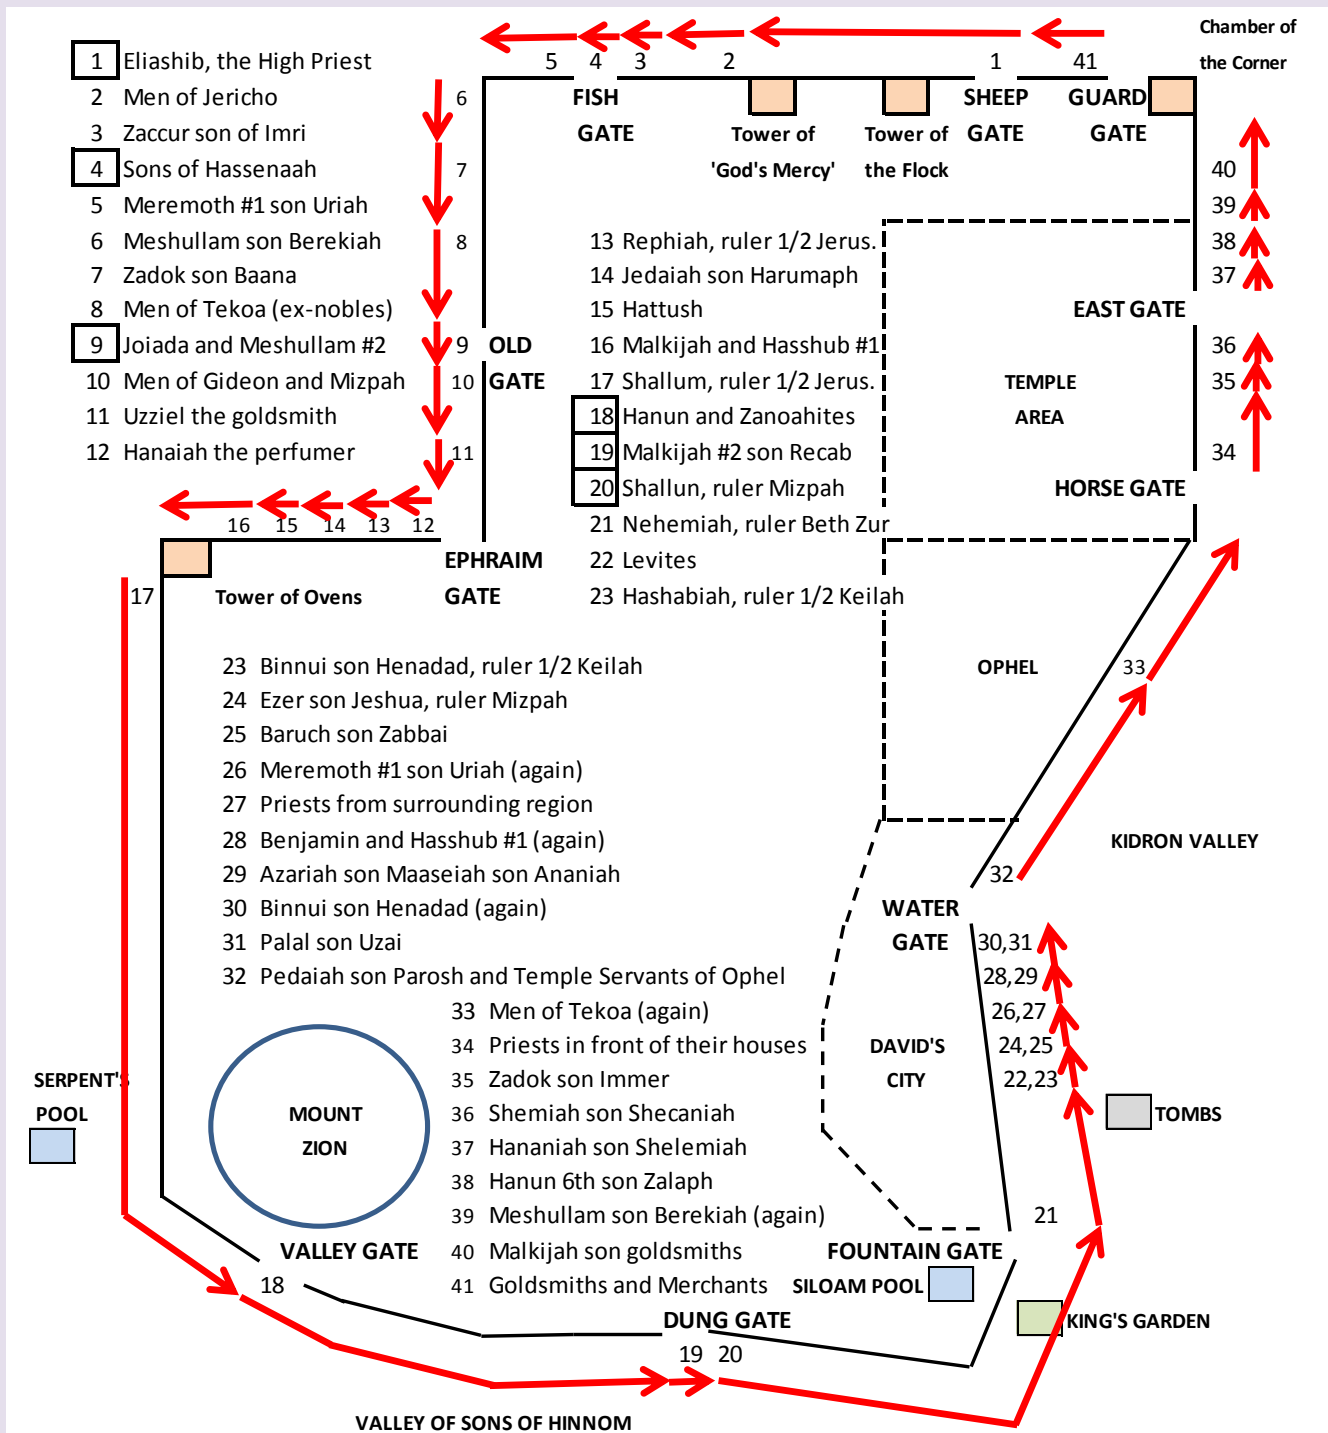 Chamber of
the Corner
1 Eliashib, the High Priest
2 Men of Jericho
3 Zaccur son of Imri
4 Sons of Hassenaah
5 Meremoth #1 son Uriah
6 Meshullam son Berekiah
7 Zadok son Baana
8 Men of Tekoa (ex-nobles)
9 Joiada and Meshullam #2
10 Men of Gideon and Mizpah
11 Uzziel the goldsmith
12 Hanaiah the perfumer
5 4 3 2 1 41
FISH
GATE
Tower of
'God's Mercy'
Tower of
the Flock
SHEEP
GATE
GUARD
GATE
6
7
8
9
10
11
OLD
GATE
13 Rephiah, ruler 1/2 Jerus.
14 Jedaiah son Harumaph
15 Hattush
16 Malkijah and Hasshub #1
17 Shallum, ruler 1/2 Jerus.
18 Hanun and Zanoahites
19 Malkijah #2 son Recab
20 Shallun, ruler Mizpah
21 Nehemiah, ruler Beth Zur
22 Levites
23 Hashabiah, ruler 1/2 Keilah
40
39
38
37
EAST GATE
36
35
34
TEMPLE
AREA
HORSE GATE
16 15 14 13 12
EPHRAIM
GATE
17
Tower of Ovens
23 Binnui son Henadad, ruler 1/2 Keilah
24 Ezer son Jeshua, ruler Mizpah
25 Baruch son Zabbai
26 Meremoth #1 son Uriah (again)
27 Priests from surrounding region
28 Benjamin and Hasshub #1 (again)
29 Azariah son Maaseiah son Ananiah
30 Binnui son Henadad (again)
31 Palal son Uzai
32 Pedaiah son Parosh and Temple Servants of Ophel
33 Men of Tekoa (again)
34 Priests in front of their houses
35 Zadok son Immer
36 Shemiah son Shecaniah
37 Hananiah son Shelemiah
38 Hanun 6th son Zalaph
39 Meshullam son Berekiah (again)
40 Malkijah son goldsmiths
41 Goldsmiths and Merchants
OPHEL
33
KIDRON VALLEY
32
WATER
GATE
30,31
28,29
26,27
24,25
22,23
DAVID'S
CITY
TOMBS
21
SERPENT'S
POOL
MOUNT
ZION
VALLEY GATE
18
FOUNTAIN GATE
SILOAM POOL
DUNG GATE
KING'S GARDEN
19 20
VALLEY OF SONS OF HINNOM